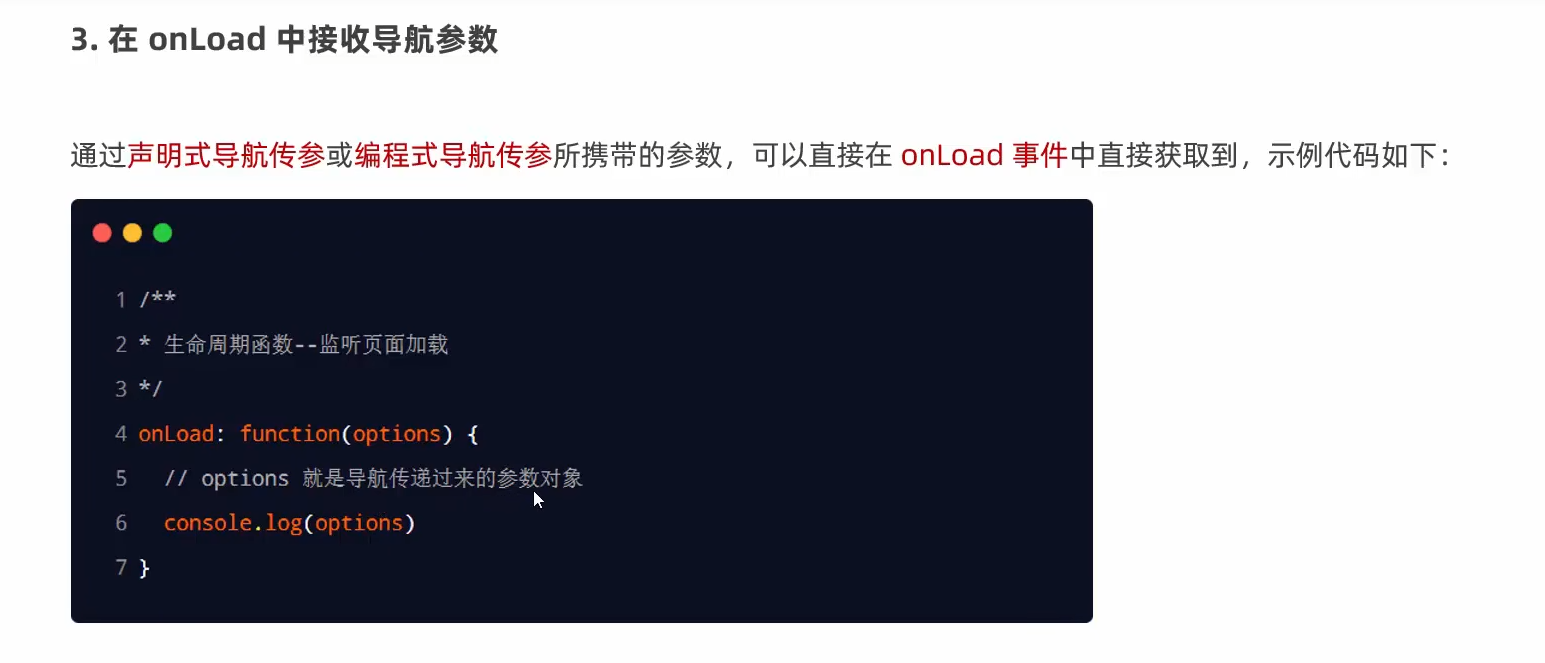 3. 在 onLoad 中接收导航参数
通过声明式导航传参或编程式导航传参所携带的参数，可以直接在 onLoad 事件中直接获取到，示例代码如下：
1 /**
2 * 生命周期函数--监听页面加载
3 */
4 onLoad: function(options) {
5   // options 就是导航传递过来的参数对象
6   console.log(options)
7 }